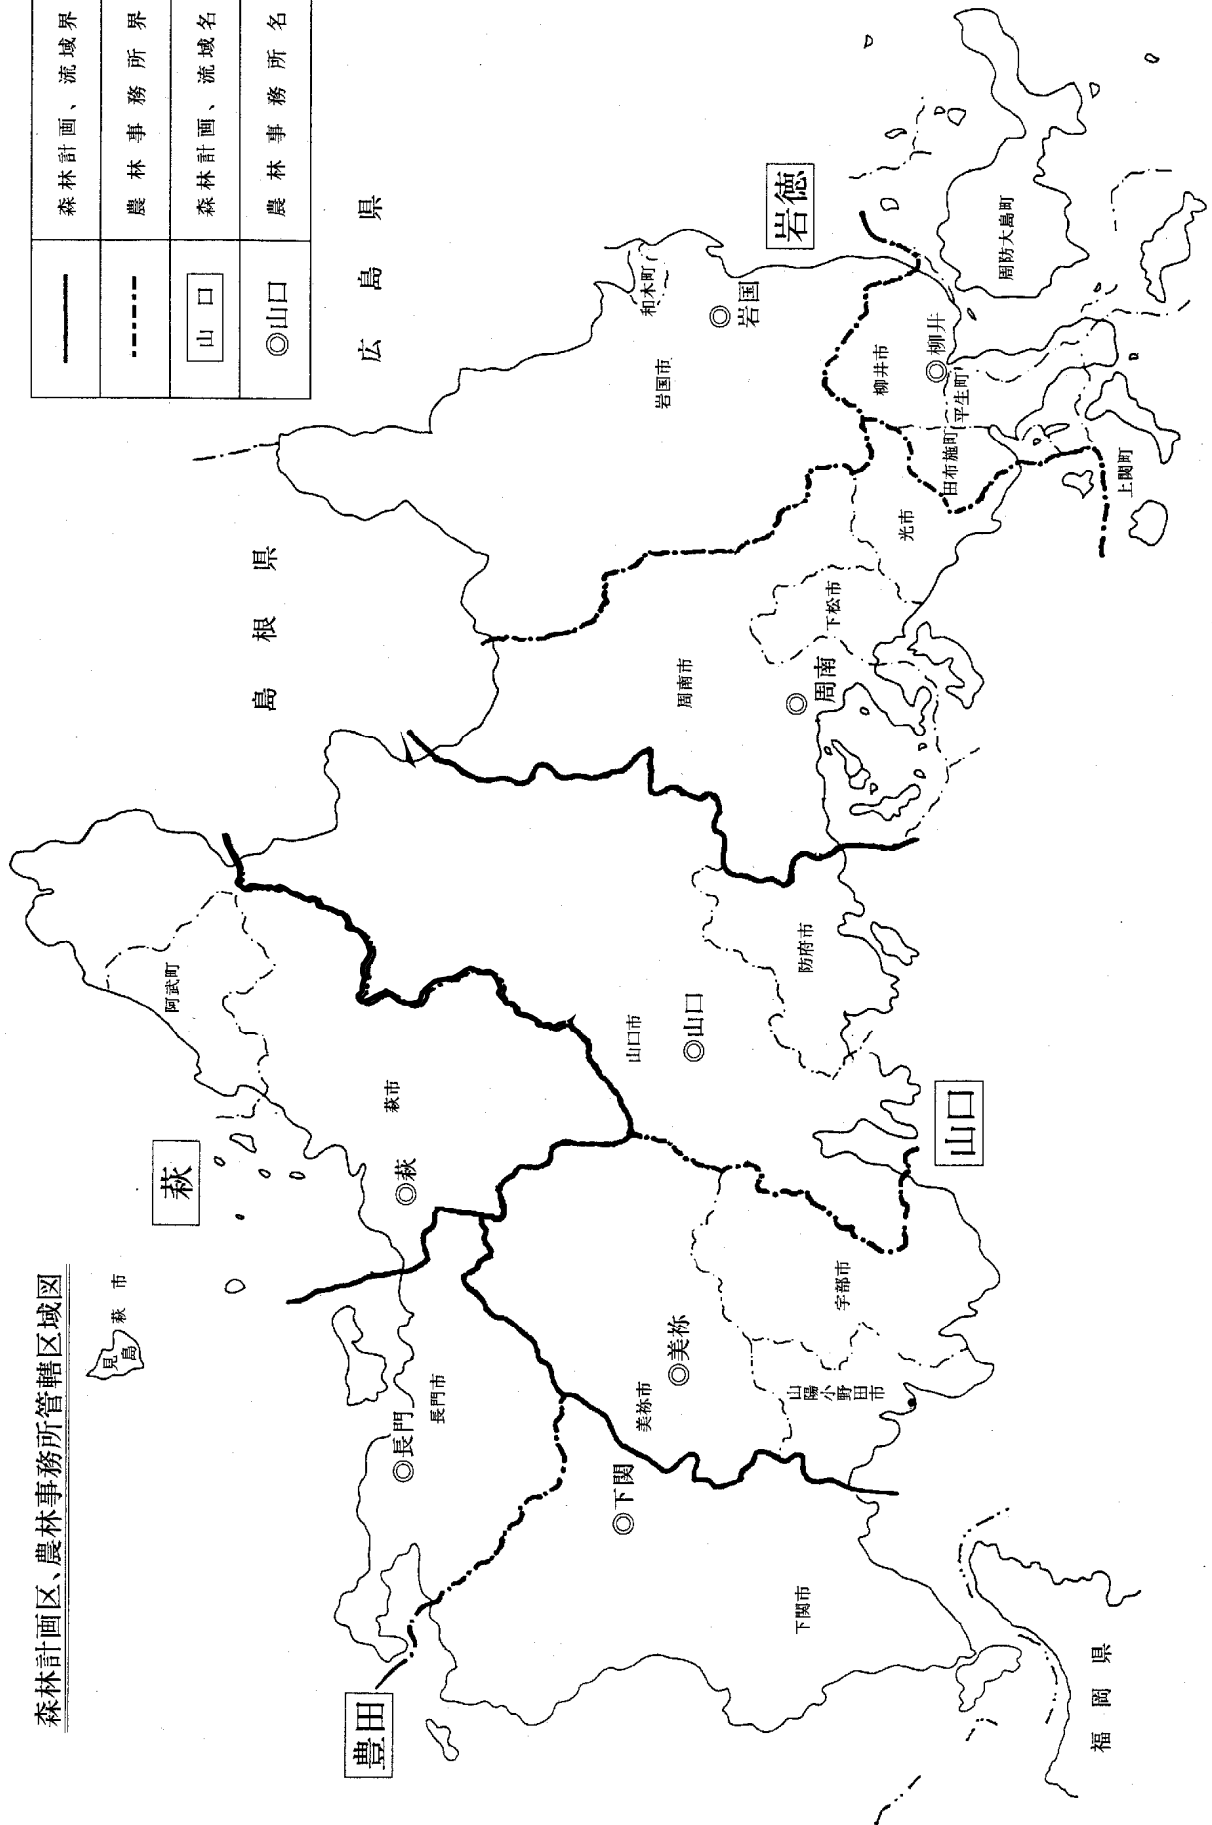 森林計画区、農林事務所管轄区域図
森林計画、流域界
農林事務所界
山口
森林計画、流域名
◎山口
農林事務所名
見島
萩市
萩
阿武町
島根県
広島県
萩市
◎萩
豊田
長門市
◎長門
美祢市
◎美祢
◎下関
下関市
山陽小野田市
宇部市
山口市
◎山口
山口
防府市
周南市
◎周南
下松市
光市
岩国市
◎岩国
和木町
岩徳
柳井市
◎柳井
平生町
田布施町
上関町
周防大島町
福岡県